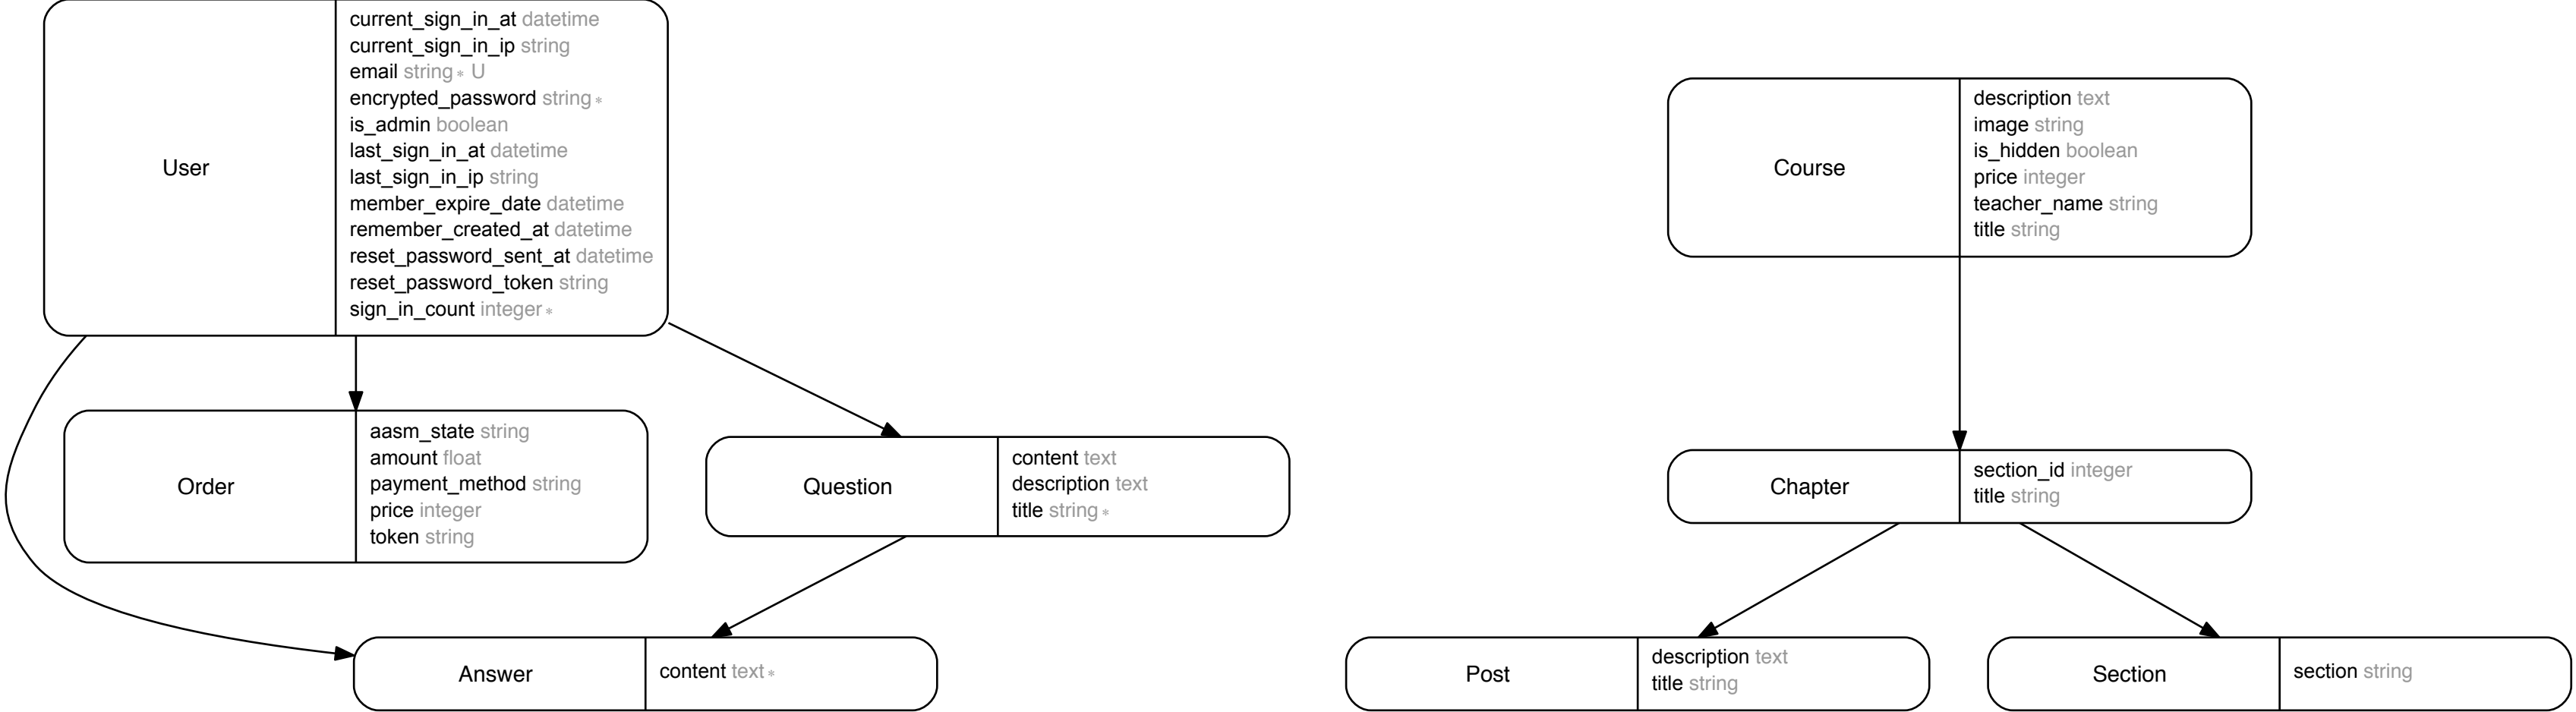 User
current_sign_in_at datetime
current_sign_in_ip string
email string∗ U
encrypted_password string∗
is_admin boolean
last_sign_in_at datetime
last_sign_in_ip string
member_expire_date datetime
remember_created_at datetime
reset_password_sent_at datetime
reset_password_token string
sign_in_count integer∗
Course
description text
image string
is_hidden boolean
price integer
teacher_name string
title string
Order
aasm_state string
amount float
payment_method string
price integer
token string
Question
content text
description text
title string∗
Chapter
section_id integer
title string
Answer
content text∗
Post
description text
title string
Section
section string